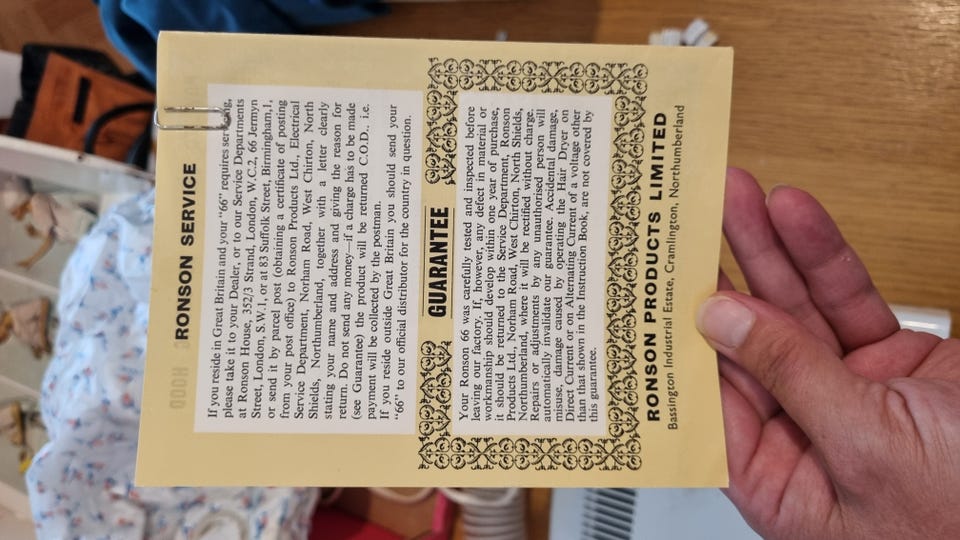 RONSON SERVICE
If you reside in Great Britain and your "66" requires servicing,
please take it to your Dealer, or to our Service Departments
at Ronson House, 352/3 Strand, London, W.C.2, 66 Jermyn
Street, London, S.W.1, or at 83 Suffolk Street, Birmingham,1,
or send it by parcel post (obtaining a certificate of posting
from your post office) to Ronson Products Ltd., Electrical
Service Department, Norham Road, West Chirton, North
Shields, Northumberland, together with a letter clearly
stating your name and address and giving the reason for
return. Do not send any money—if a charge has to be made
(see Guarantee) the product will be returned C.O.D.. i.e.
payment will be collected by the postman.
If you reside outside Great Britain you should send your
"66" to our official distributor for the country in question.
GUARANTEE
Your Ronson 66 was carefully tested and inspected before
leaving our factory. If, however, any defect in material or
workmanship should develop within one year of purchase,
it should be returned to the Service Department, Ronson
Products Ltd., Norham Road, West Chirton, North Shields,
Northumberland, where it will be rectified without charge.
Repairs or adjustments by any unauthorised person will
automatically invalidate our guarantee. Accidental damage,
misuse, damage caused by operating the Hair Dryer on
Direct Current or on Alternating Current of a voltage other
than that shown in the Instruction Book, are not covered by
this guarantee.
RONSON PRODUCTS LIMITED
Bassington Industrial Estate, Cramlington, Northumberland